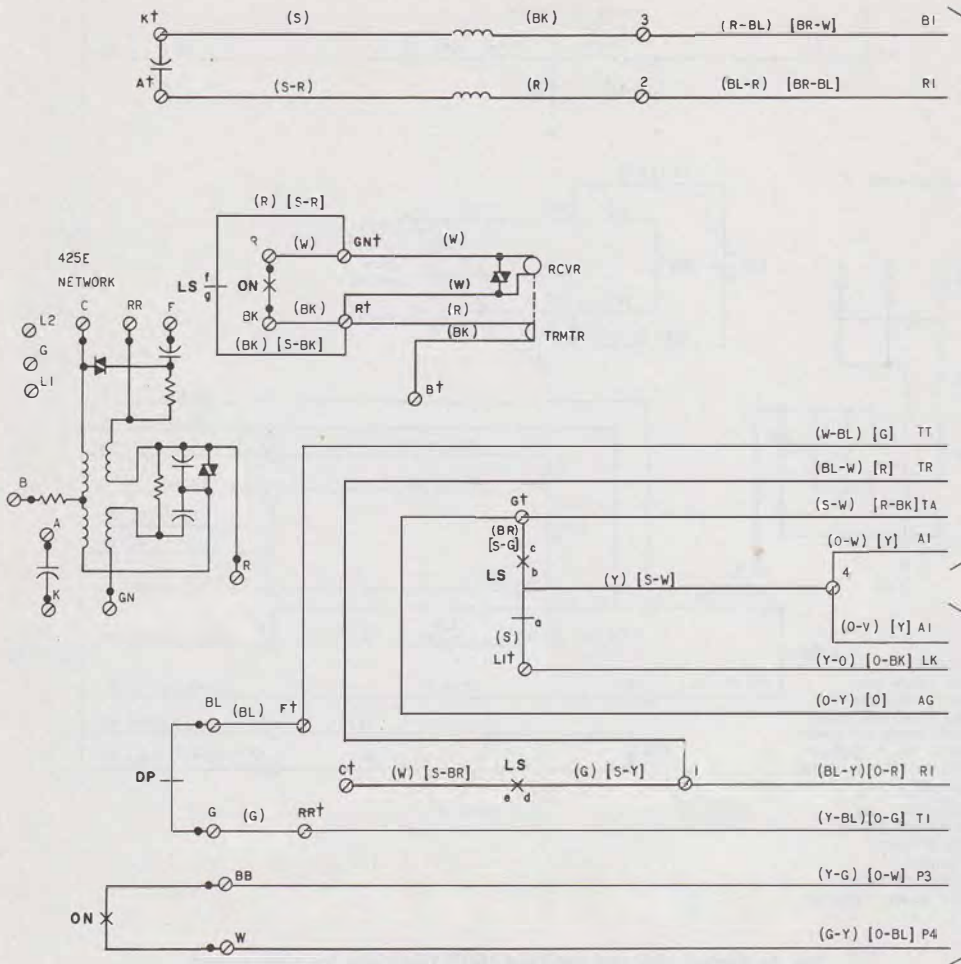 K† (S) (BK) 3 (R-BL) [BR-W] B1
A† (S-R) (R) 2 (BL-R) [BR-BL] R1
(R) [S-R]
R (W) GN† (W)
425E
NETWORK
LS f g ON RCVR
(W)
C RR F
BK (BK) R† (R)
(BK) TRMTR
(BK) [S-BK]
L2
G
L1
B†
(W-BL) [G] TT
(BL-W) [R] TR
B
G† (S-W) [R-BK] TA
A
(BR)
[S-G] c
(O-W) [Y] A1
LS b (Y) [S-W] 4
R
K GN
a (O-V) [Y] A1
(S)
L1† (Y-O) [O-BK] LK
BL (BL) F† (O-Y) [O] AG
DP C† (W) [S-BR] LS (G) [S-Y] 1 (BL-Y) [O-R] R1
e d
G (G) RR† (Y-BL) [O-G] T1
BB (Y-G) [O-W] P3
ON
W (G-Y) [O-BL] P4